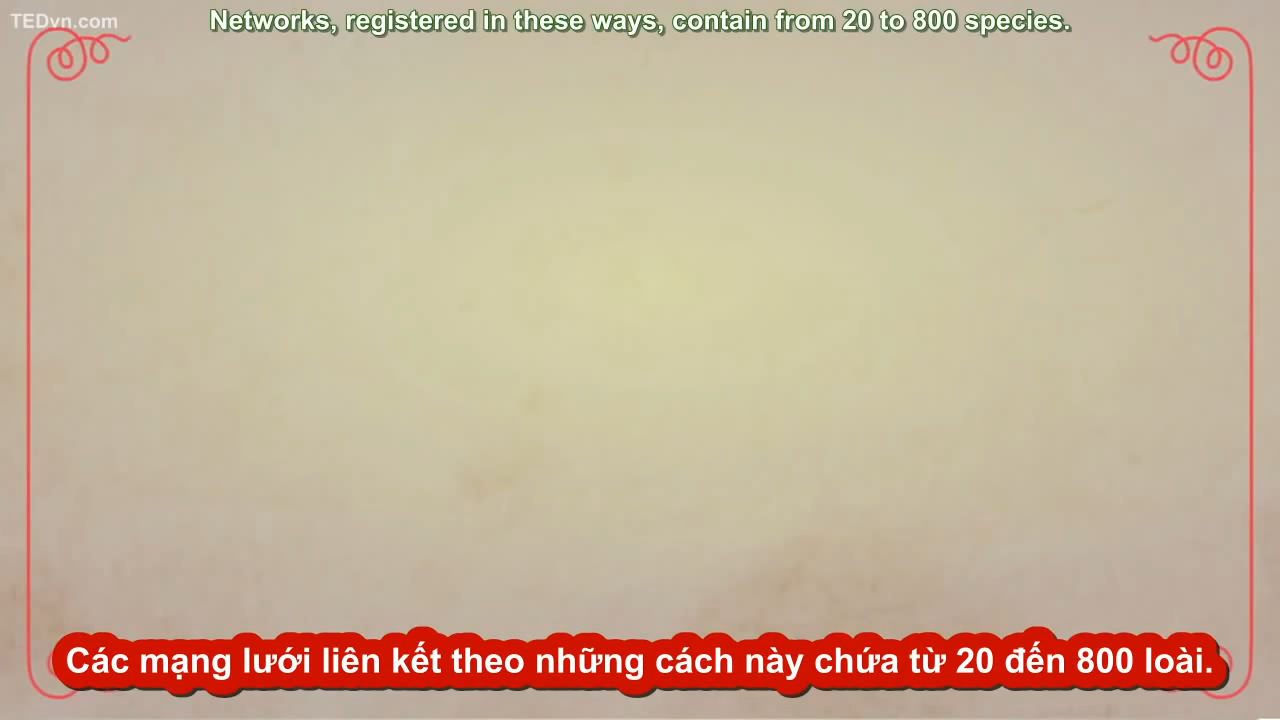 TEDvn.com
Networks, registered in these ways, contain from 20 to 800 species.
Các mạng lưới liên kết theo những cách này chứa từ 20 đến 800 loài.